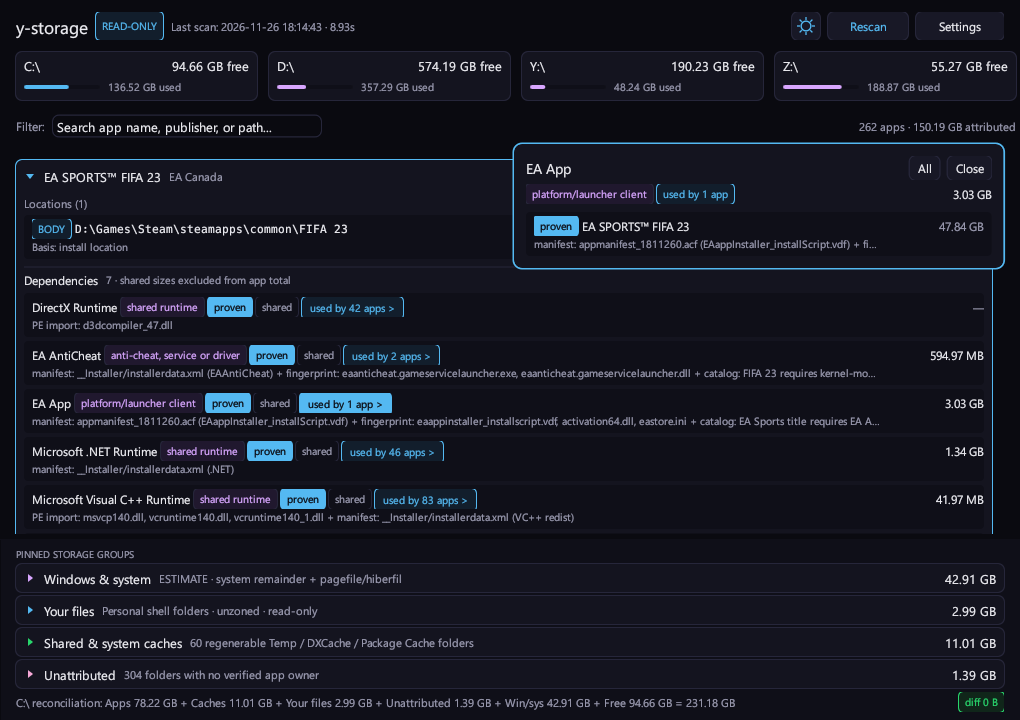 y-storage READ-ONLY Last scan: 2026-11-26 18:14:43 · 8.93s Rescan Settings
C:\ 94.66 GB free
136.52 GB used
D:\ 574.19 GB free
357.29 GB used
Y:\ 190.23 GB free
48.24 GB used
Z:\ 55.27 GB free
188.87 GB used
Filter: Search app name, publisher, or path... 262 apps · 150.19 GB attributed
EA SPORTS™ FIFA 23 EA Canada
Locations (1)
BODY D:\Games\Steam\steamapps\common\FIFA 23
Basis: install location
EA App All Close
platform/launcher client used by 1 app 3.03 GB
proven EA SPORTS™ FIFA 23 47.84 GB
manifest: appmanifest_1811260.acf (EAappInstaller_installScript.vdf) + fi...
Dependencies 7 · shared sizes excluded from app total
DirectX Runtime shared runtime proven shared used by 42 apps > —
PE import: d3dcompiler_47.dll
EA AntiCheat anti-cheat, service or driver proven shared used by 2 apps > 594.97 MB
manifest: __Installer/installerdata.xml (EAAntiCheat) + fingerprint: eaanticheat.gameservicelauncher.exe, eaanticheat.gameservicelauncher.dll + catalog: FIFA 23 requires kernel-mo...
EA App platform/launcher client proven shared used by 1 app > 3.03 GB
manifest: appmanifest_1811260.acf (EAappInstaller_installScript.vdf) + fingerprint: eaappinstaller_installscript.vdf, activation64.dll, eastore.ini + catalog: EA Sports title requires EA A...
Microsoft .NET Runtime shared runtime proven shared used by 46 apps > 1.34 GB
manifest: __Installer/installerdata.xml (.NET)
Microsoft Visual C++ Runtime shared runtime proven shared used by 83 apps > 41.97 MB
PE import: msvcp140.dll, vcruntime140.dll, vcruntime140_1.dll + manifest: __Installer/installerdata.xml (VC++ redist)
PINNED STORAGE GROUPS
Windows & system ESTIMATE · system remainder + pagefile/hiberfil 42.91 GB
Your files Personal shell folders · unzoned · read-only 2.99 GB
Shared & system caches 60 regenerable Temp / DXCache / Package Cache folders 11.01 GB
Unattributed 304 folders with no verified app owner 1.39 GB
C:\ reconciliation: Apps 78.22 GB + Caches 11.01 GB + Your files 2.99 GB + Unattributed 1.39 GB + Win/sys 42.91 GB + Free 94.66 GB = 231.18 GB diff 0 B